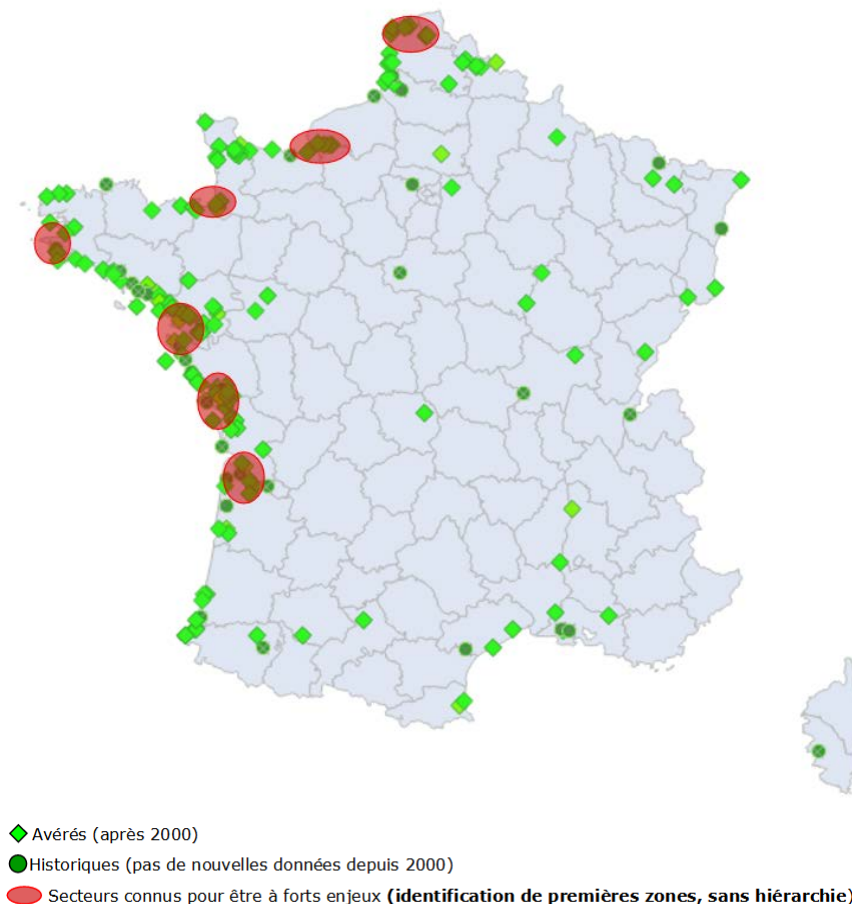 Avérés (après 2000)
Historiques (pas de nouvelles données depuis 2000)
Secteurs connus pour être à forts enjeux (identification de premières zones, sans hiérarchie)